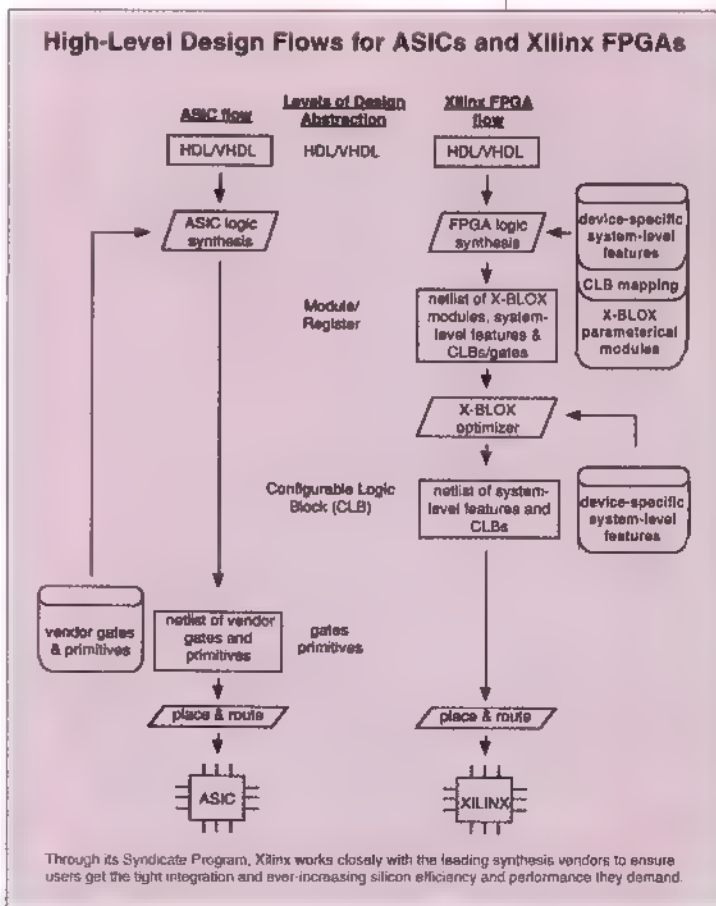 High-Level Design Flows for ASICs and Xilinx FPGAs
ASIC flow
Levels of Design
Abstraction
Xilinx FPGA
flow
HDL/VHDL
HDL/VHDL
HDL/VHDL
ASIC logic
synthesis
FPGA logic
synthesis
device-specific
system-level
features
CLB mapping
X-BLOX
parameterical
modules
Module/
Register
netlist of X-BLOX
modules, system-
level features &
CLBs/gates
X-BLOX
optimizer
Configurable Logic
Block (CLB)
netlist of system-
level features and
CLBs
device-specific
system-level
features
vendor gates
& primitives
netlist of vendor
gates and
primitives
gates
primitives
place & route
place & route
ASIC
XILINX
Through its Syndicate Program, Xilinx works closely with the leading synthesis vendors to ensure
users get the tight integration and ever-increasing silicon efficiency and performance they demand.